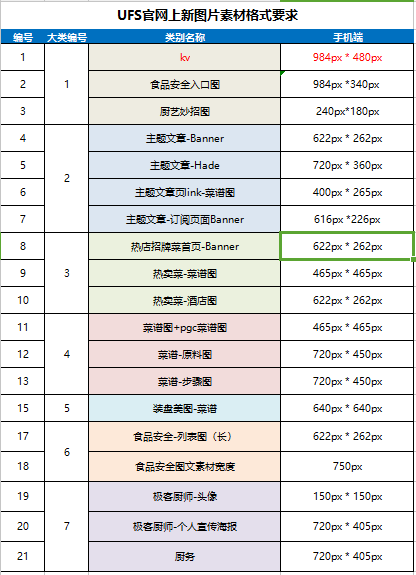 UFS官网上新图片素材格式要求
编号 大类编号 类别名称 手机端
1 1 kv 984px * 480px
2 食品安全入口图 984px *340px
3 厨艺妙招图 240px*180px
4 2 主题文章-Banner 622px * 262px
5 主题文章-Hade 720px * 360px
6 主题文章页link-菜谱图 400px * 265px
7 主题文章-订阅页面Banner 616px *226px
8 3 热店招牌菜首页-Banner 622px * 262px
9 热卖菜-菜谱图 465px * 465px
10 热卖菜-酒店图 622px * 262px
11 4 菜谱图+pgc菜谱图 465px * 465px
12 菜谱-原料图 720px * 450px
13 菜谱-步骤图 720px * 450px
15 5 装盘美图-菜谱 640px * 640px
17 6 食品安全-列表图（长） 622px * 262px
18 食品安全图文素材宽度 750px
19 7 极客厨师-头像 150px * 150px
20 极客厨师-个人宣传海报 720px * 405px
21 厨务 720px * 405px